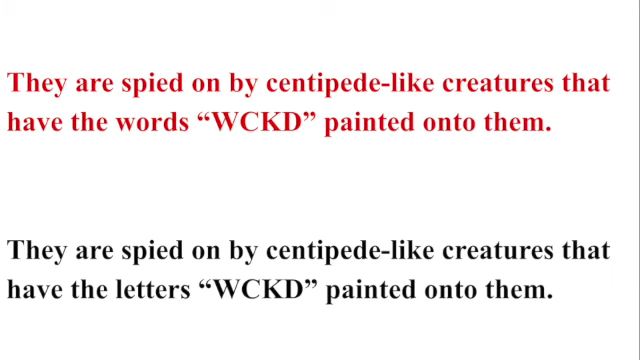 They are spied on by centipede-like creatures that
have the words “WCKD” painted onto them.
They are spied on by centipede-like creatures that
have the letters “WCKD” painted onto them.